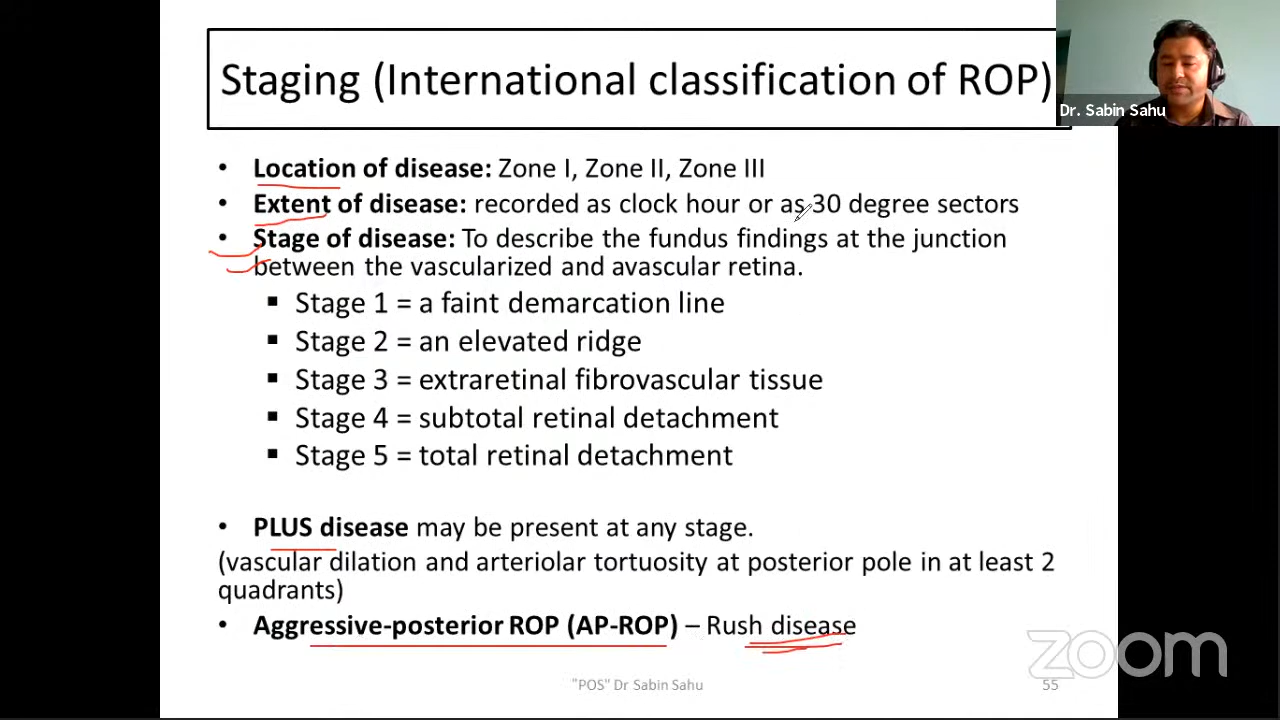 Staging (International classification of ROP)
Dr. Sabin Sahu
• Location of disease: Zone I, Zone II, Zone III
• Extent of disease: recorded as clock hour or as 30 degree sectors
• Stage of disease: To describe the fundus findings at the junction
between the vascularized and avascular retina.
▪ Stage 1 = a faint demarcation line
▪ Stage 2 = an elevated ridge
▪ Stage 3 = extraretinal fibrovascular tissue
▪ Stage 4 = subtotal retinal detachment
▪ Stage 5 = total retinal detachment
• PLUS disease may be present at any stage.
(vascular dilation and arteriolar tortuosity at posterior pole in at least 2
quadrants)
• Aggressive-posterior ROP (AP-ROP) – Rush disease
zoom
"POS" Dr Sabin Sahu
55